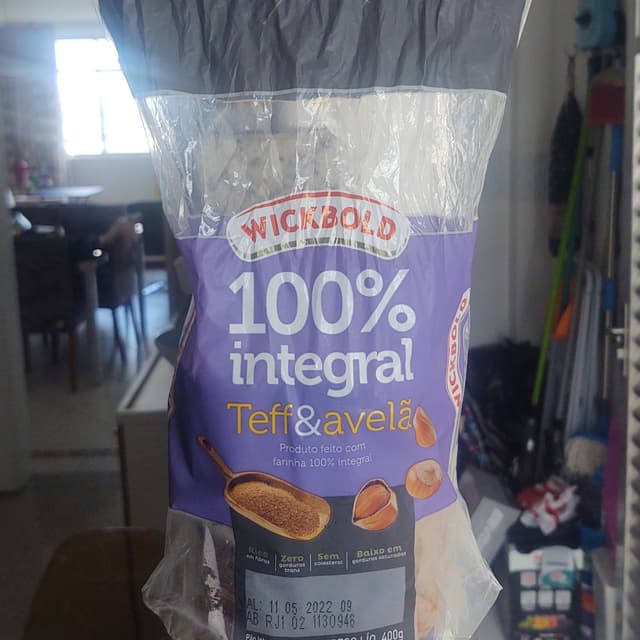 WICKBOLD
100%
integral
Teff&avelã
Produto feito com
farinha 100% integral
Rico em fibras
Zero gorduras trans
Sem colesterol
Baixo em gorduras saturadas
AL: 11 05 2022 09
AB RJ1 02 1130946
400g